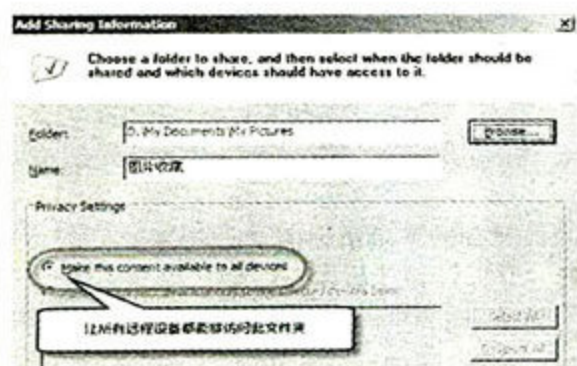 Add Sharing Information
Choose a folder to share, and then select when the folder should be
shared and which devices should have access to it.
Folder:
D:\My Documents\My Pictures
Browse...
Name:
图片收藏
Privacy Settings
Make this content available to all devices
让所有远程设备都能够访问此文件夹